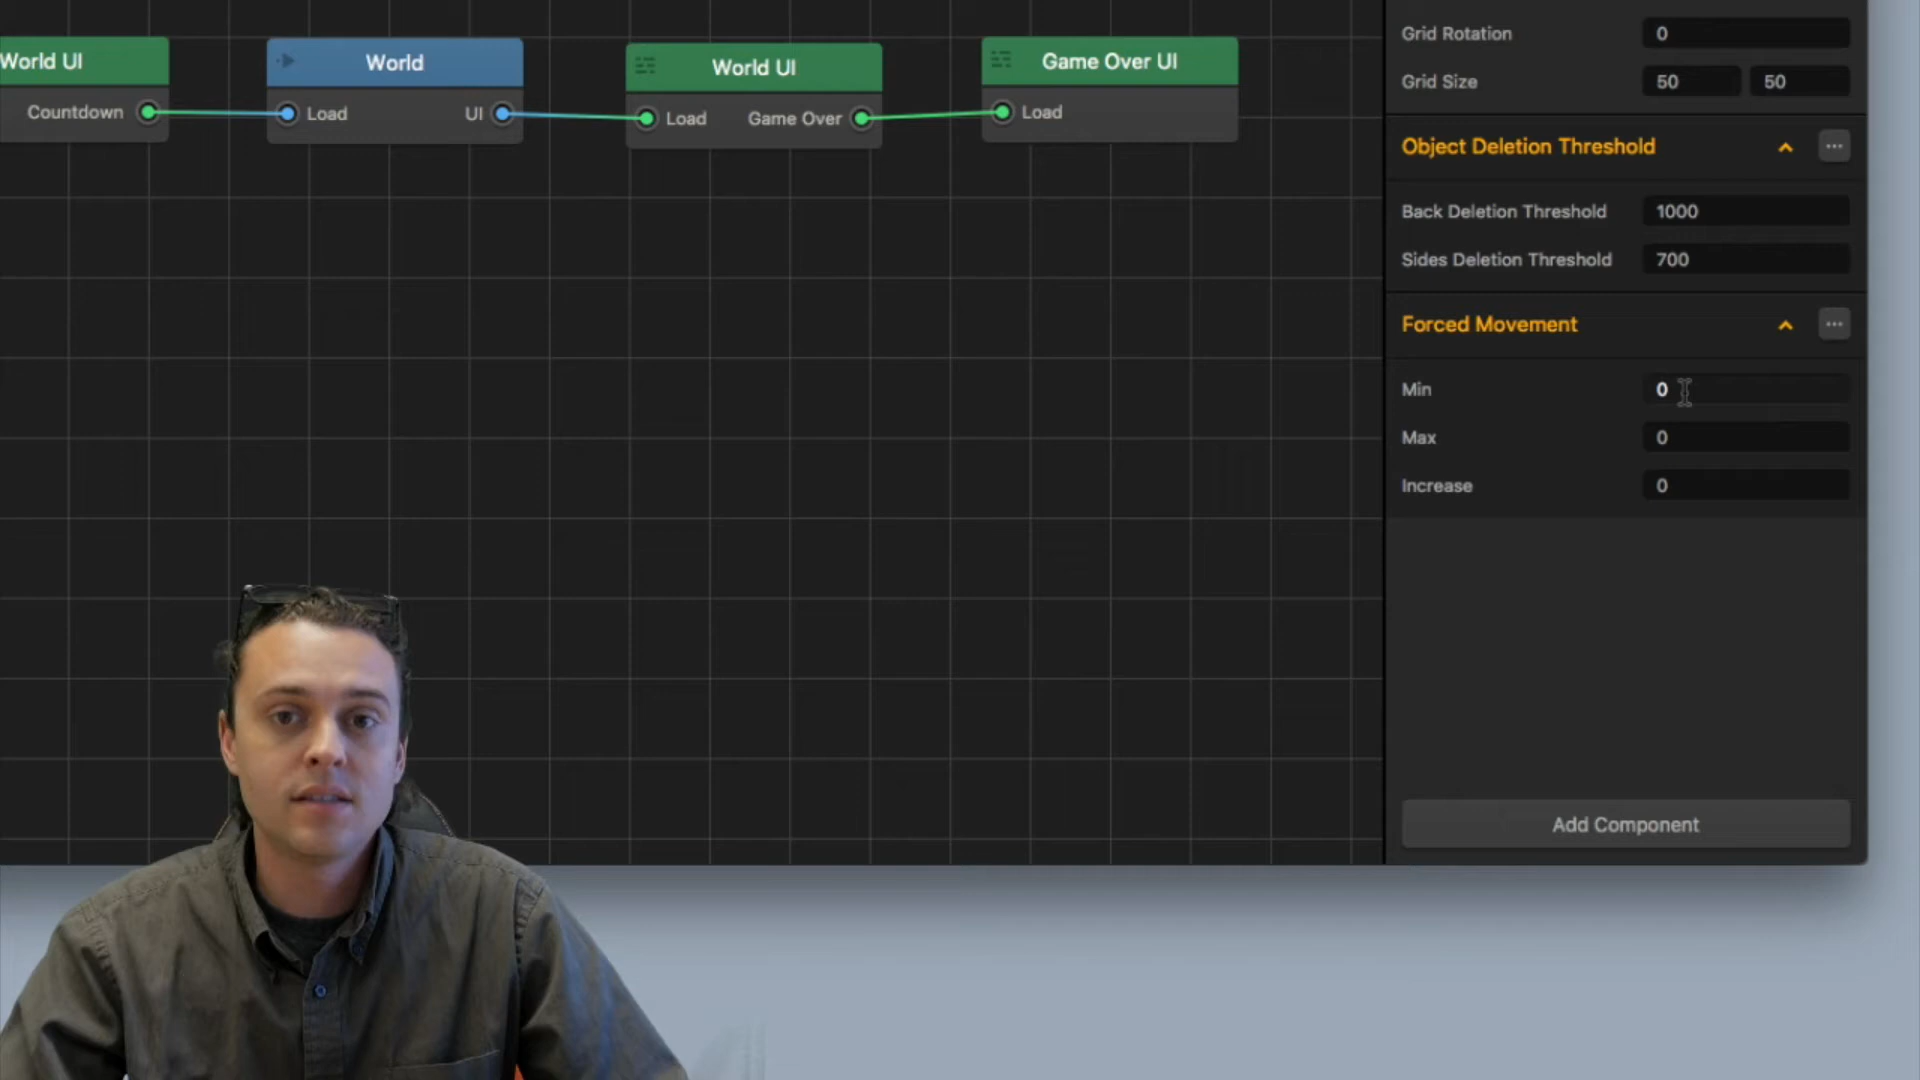 World UI
World
World UI
Game Over UI
Countdown
Load
UI
Load
Game Over
Load
Grid Rotation
0
Grid Size
50
50
Object Deletion Threshold
Back Deletion Threshold
1000
Sides Deletion Threshold
700
Forced Movement
Min
0
Max
0
Increase
0
Add Component